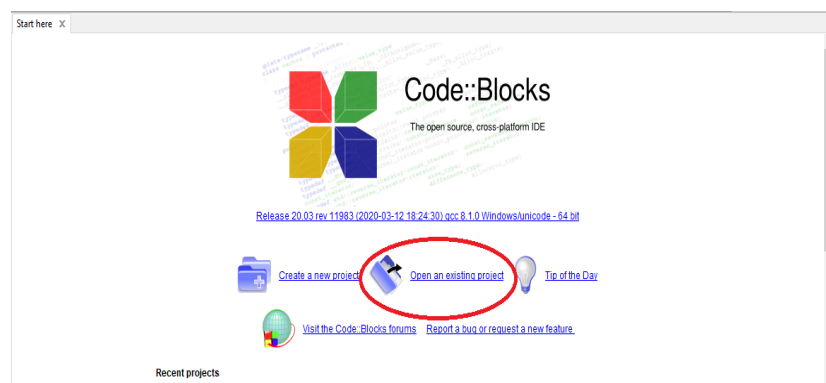 Start here X
Code::Blocks
The open source, cross-platform IDE
Release 20.03 rev 11983 (2020-03-12 18:24:30) gcc 8.1.0 Windows/unicode - 64 bit
Create a new project Open an existing project Tip of the Day
Visit the Code::Blocks forums Report a bug or request a new feature
Recent projects